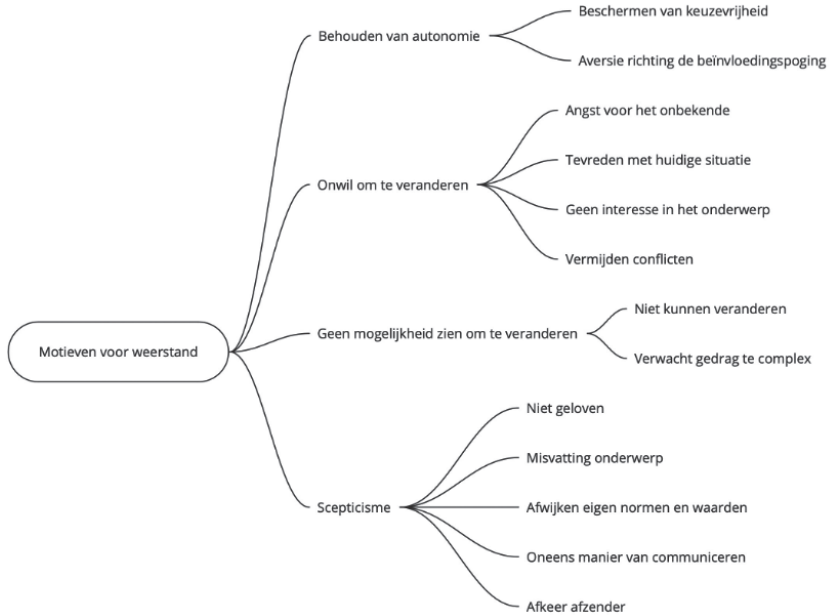 Motieven voor weerstand
Behouden van autonomie
Beschermen van keuzevrijheid
Aversie richting de beïnvloedingspoging
Onwil om te veranderen
Angst voor het onbekende
Tevreden met huidige situatie
Geen interesse in het onderwerp
Vermijden conflicten
Geen mogelijkheid zien om te veranderen
Niet kunnen veranderen
Verwacht gedrag te complex
Scepticisme
Niet geloven
Misvatting onderwerp
Afwijken eigen normen en waarden
Oneens manier van communiceren
Afkeer afzender